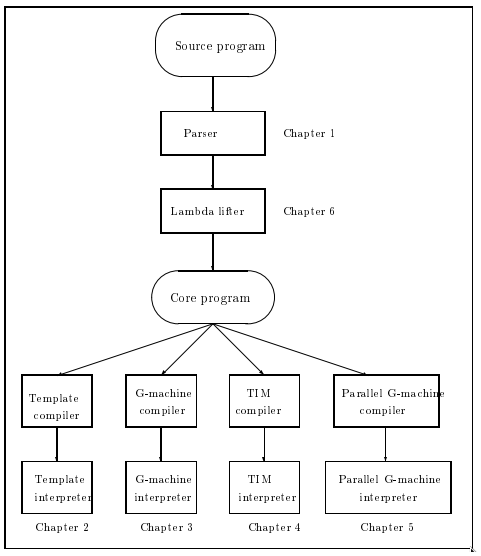 Source program
Parser
Chapter 1
Lambda lifter
Chapter 6
Core program
Template
compiler
G-machine
compiler
TIM
compiler
Parallel G-machine
compiler
Template
interpreter
G-machine
interpreter
TIM
interpreter
Parallel G-machine
interpreter
Chapter 2
Chapter 3
Chapter 4
Chapter 5